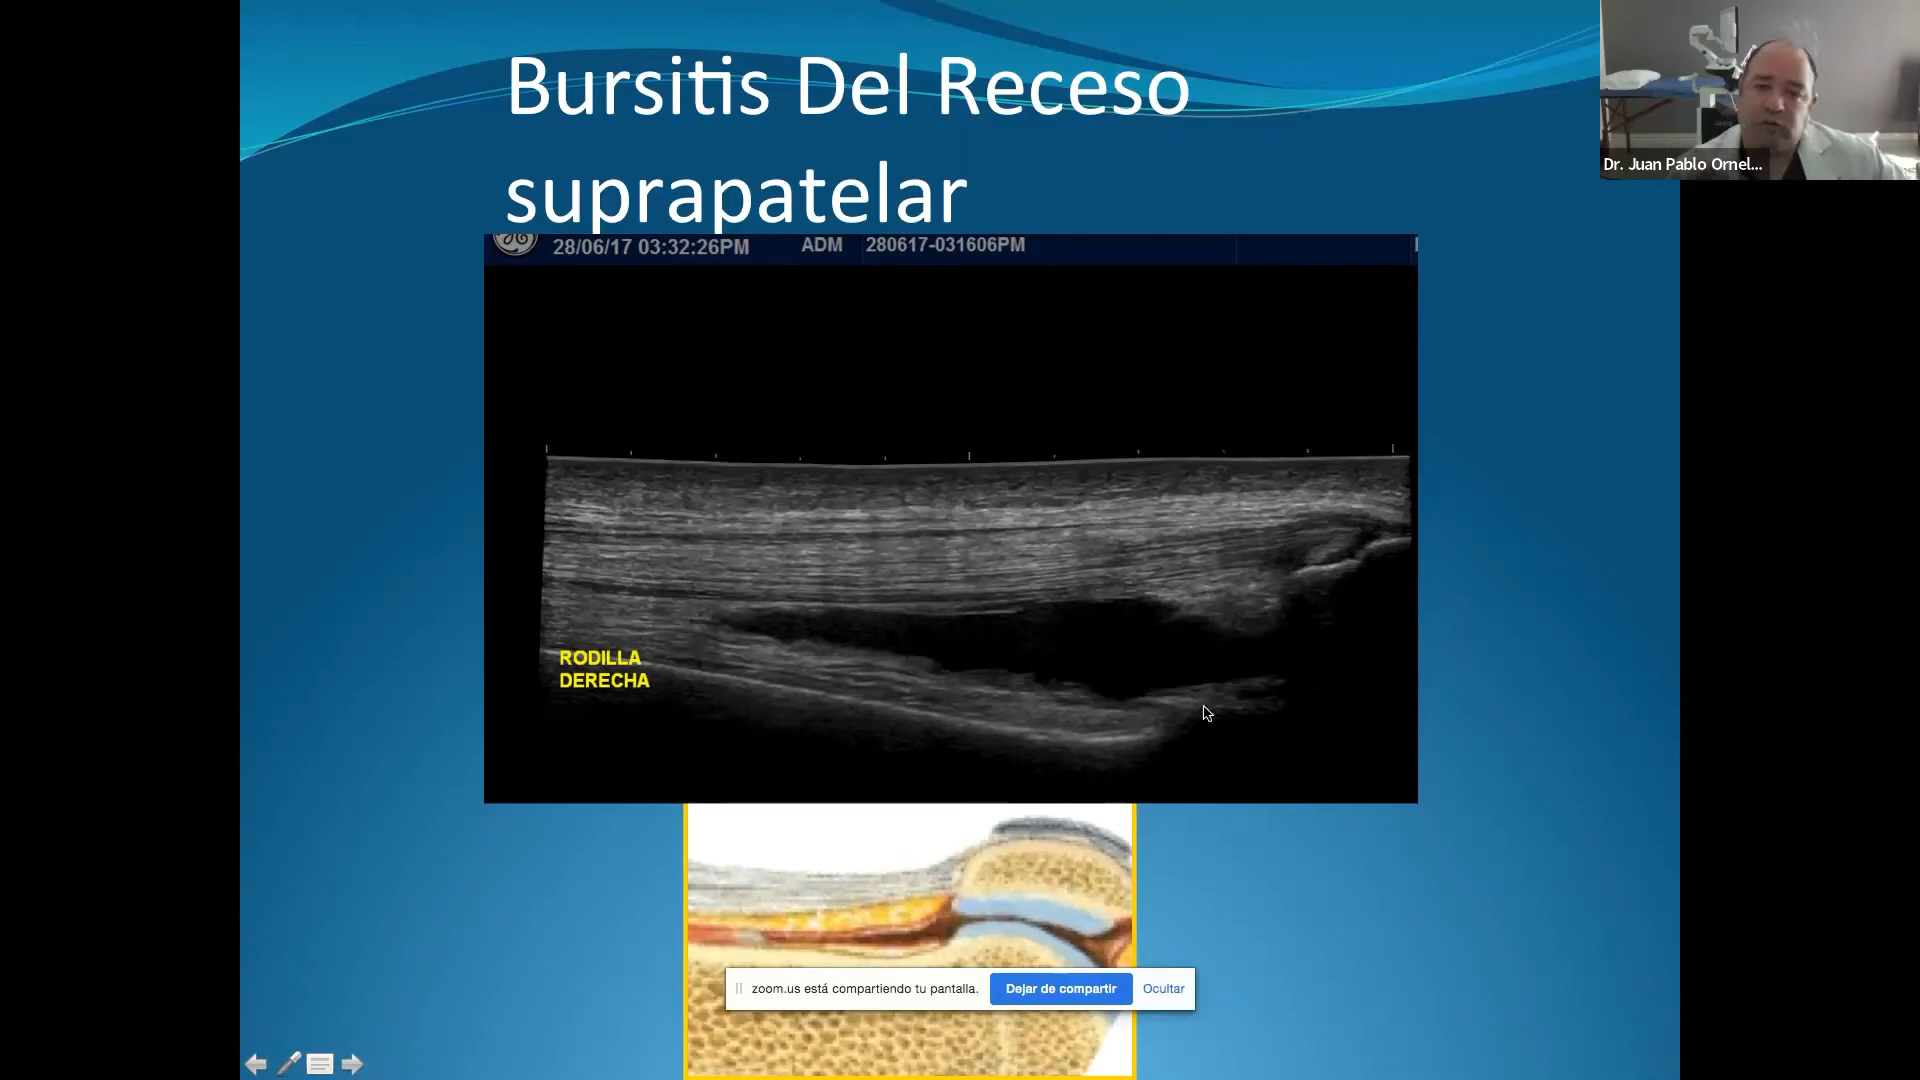 Bursitis Del Receso
suprapatelar
28/06/17 03:32:26PM ADM 280617-031606PM
RODILLA
DERECHA
Dr. Juan Pablo Ornel...
zoom.us está compartiendo tu pantalla. Dejar de compartir Ocultar